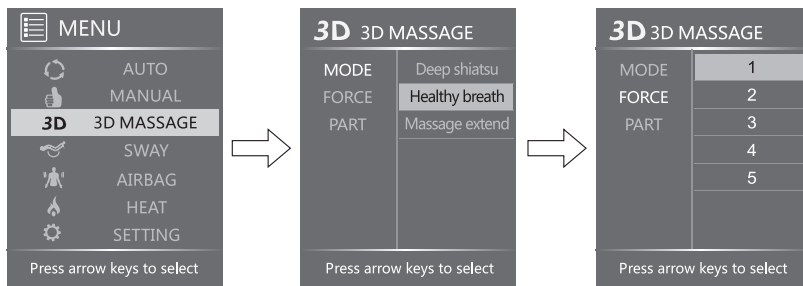 MENU
AUTO
MANUAL
3D 3D MASSAGE
SWAY
AIRBAG
HEAT
SETTING
Press arrow keys to select
3D 3D MASSAGE
MODE Deep shiatsu
FORCE Healthy breath
PART Massage extend
Press arrow keys to select
3D 3D MASSAGE
MODE 1
FORCE 2
PART 3
4
5
Press arrow keys to select